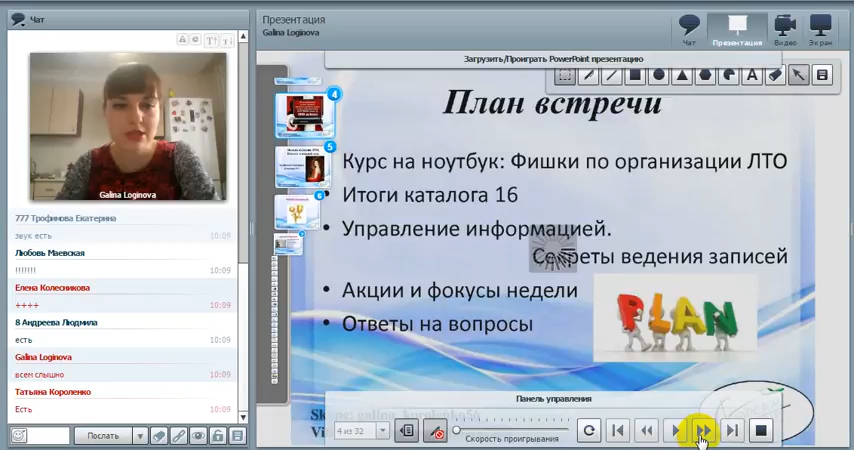 Чат
Galina Loginova
777 Трофимова Екатерина
звук есть 10:09
Любовь Маевская
!!!!!!! 10:09
Елена Колесникова
++++ 10:09
8 Андреева Людмила
есть 10:09
Galina Loginova
всем слышно 10:09
Татьяна Короленко
Есть 10:09
Послать
Презентация
Galina Loginova
Чат Презентация Видео Экран
Загрузить/Проиграть PowerPoint презентацию
4
5
6
План встречи
Курс на ноутбук: Фишки по организации ЛТО
• Итоги каталога 16
• Управление информацией.
Секреты ведения записей
• Акции и фокусы недели
• Ответы на вопросы
PLAN
Панель управления
4 из 32
Скорость проигрывания